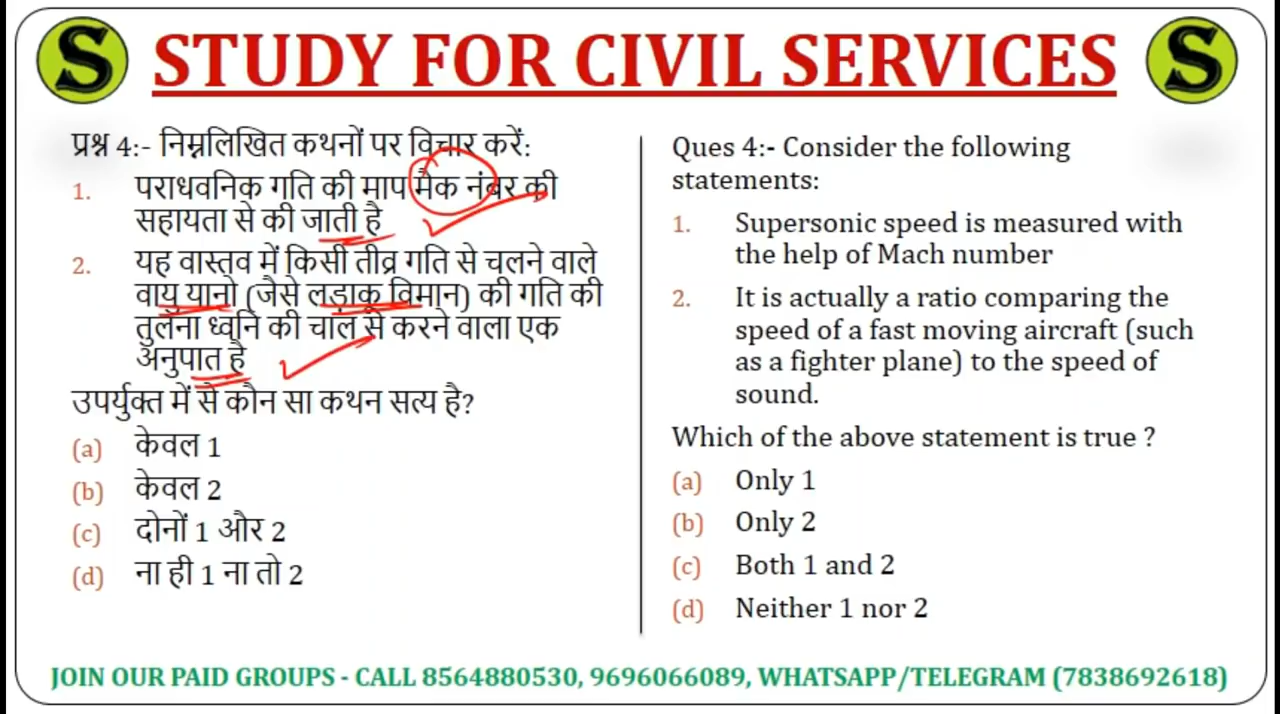 S STUDY FOR CIVIL SERVICES S
प्रश्न 4:- निम्नलिखित कथनों पर विचार करें:
1. पराधवनिक गति की माप मैक नंबर की
सहायता से की जाती है
2. यह वास्तव में किसी तीव्र गति से चलने वाले
वायु यानो (जैसे लड़ाकू विमान) की गति की
तुलना ध्वनि की चाल से करने वाला एक
अनुपात है
उपर्युक्त में से कौन सा कथन सत्य है?
(a) केवल 1
(b) केवल 2
(c) दोनों 1 और 2
(d) ना ही 1 ना तो 2
Ques 4:- Consider the following
statements:
1. Supersonic speed is measured with
the help of Mach number
2. It is actually a ratio comparing the
speed of a fast moving aircraft (such
as a fighter plane) to the speed of
sound.
Which of the above statement is true ?
(a) Only 1
(b) Only 2
(c) Both 1 and 2
(d) Neither 1 nor 2
JOIN OUR PAID GROUPS - CALL 8564880530, 9696066089, WHATSAPP/TELEGRAM (7838692618)